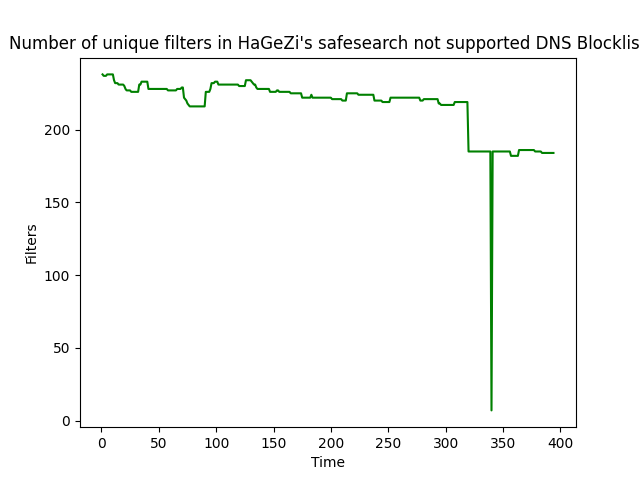 Number of unique filters in HaGeZi's safesearch not supported DNS Blocklis
200
150
100
50
0
Filters
0 50 100 150 200 250 300 350 400
Time